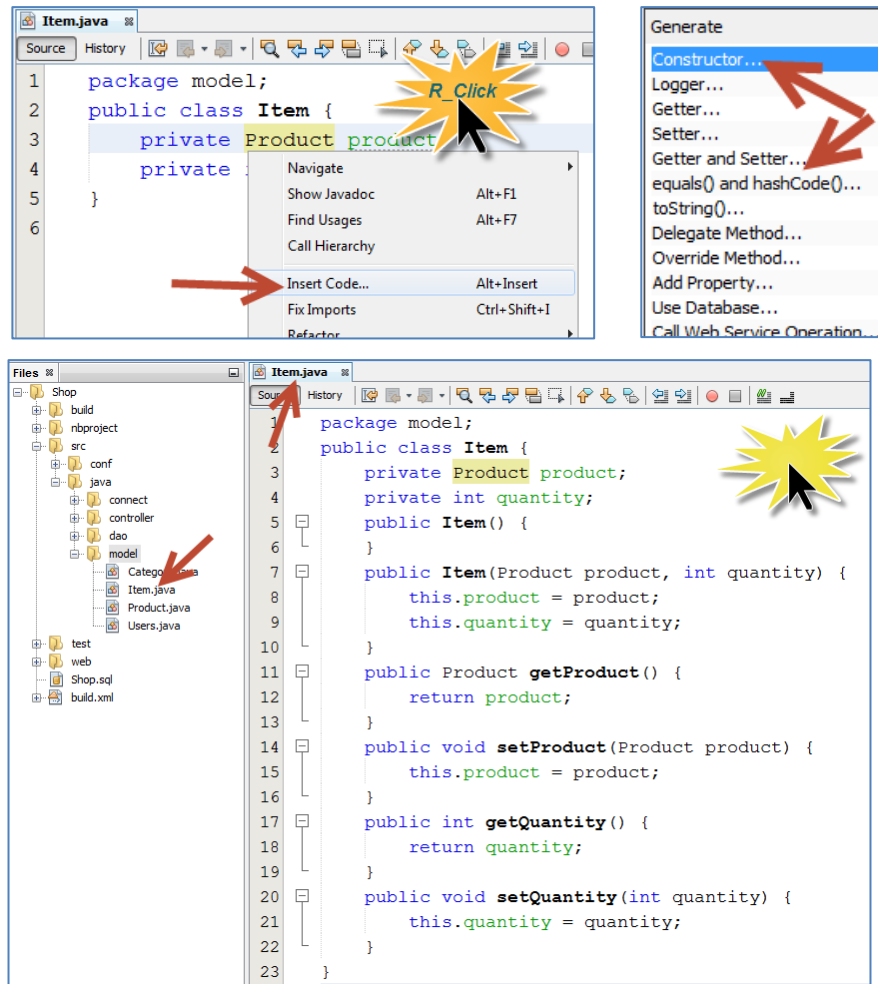 Item.java
Source History
R_Click
1 package model;
2 public class Item {
3 private Product product
4 private
5 }
6
Navigate
Show Javadoc Alt+F1
Find Usages Alt+F7
Call Hierarchy
Insert Code... Alt+Insert
Fix Imports Ctrl+Shift+I
Refactor
Generate
Constructor...
Logger...
Getter...
Setter...
Getter and Setter...
equals() and hashCode()...
toString()...
Delegate Method...
Override Method...
Add Property...
Use Database...
Call Web Service Operation...
Files
Shop
build
nbproject
src
conf
java
connect
controller
dao
model
Item.java
Product.java
Users.java
test
web
Shop.sql
build.xml
Item.java
History
1 package model;
2 public class Item {
3 private Product product;
4 private int quantity;
5 public Item() {
6 }
7 public Item(Product product, int quantity) {
8 this.product = product;
9 this.quantity = quantity;
10 }
11 public Product getProduct() {
12 return product;
13 }
14 public void setProduct(Product product) {
15 this.product = product;
16 }
17 public int getQuantity() {
18 return quantity;
19 }
20 public void setQuantity(int quantity) {
21 this.quantity = quantity;
22 }
23 }